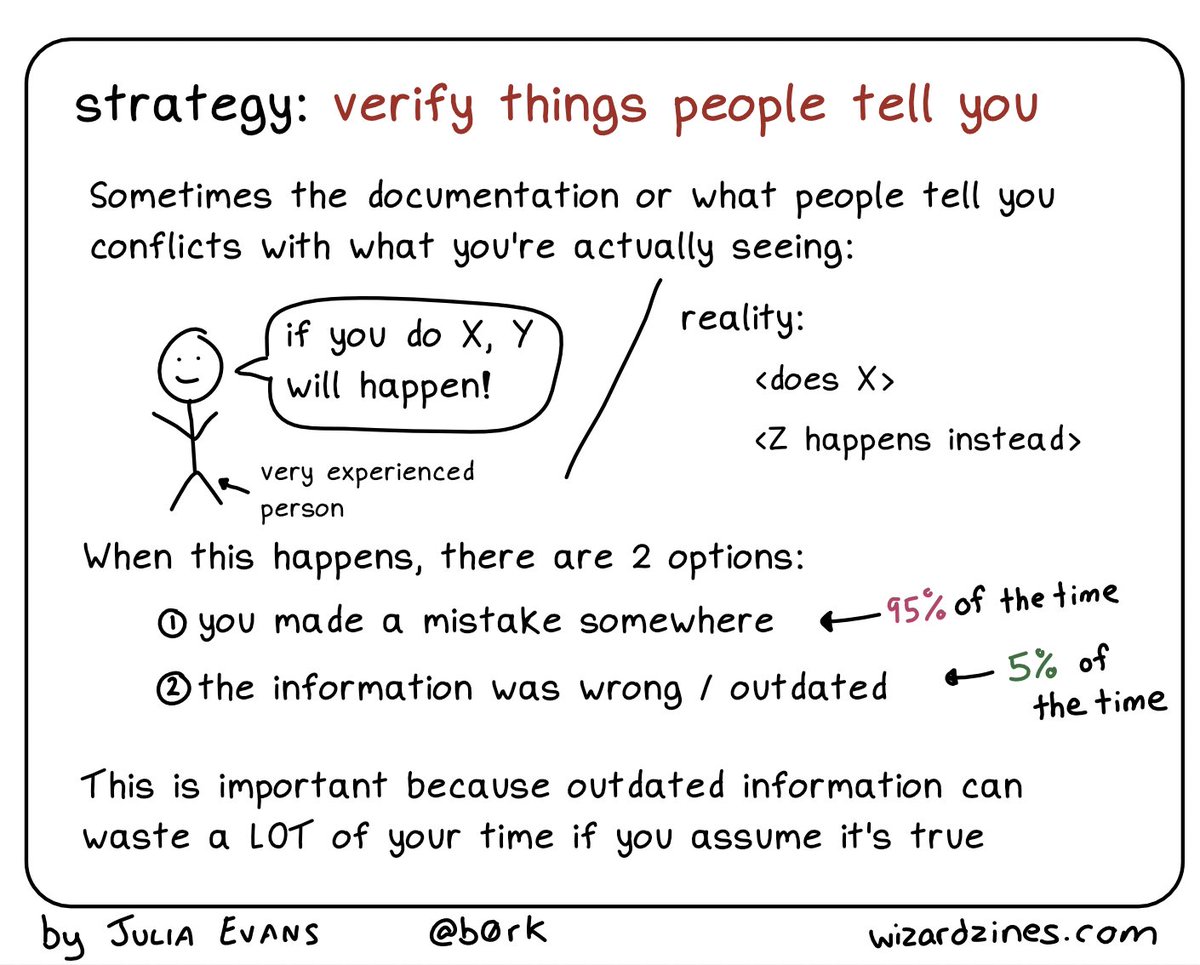 strategy: verify things people tell you
Sometimes the documentation or what people tell you
conflicts with what you're actually seeing:
if you do X, Y
will happen!
very experienced
person
reality:
<does X>
<Z happens instead>
When this happens, there are 2 options:
① you made a mistake somewhere ← 95% of the time
② the information was wrong / outdated ← 5% of
the time
This is important because outdated information can
waste a LOT of your time if you assume it's true
by JULIA EVANS @b0rk wizardzines.com